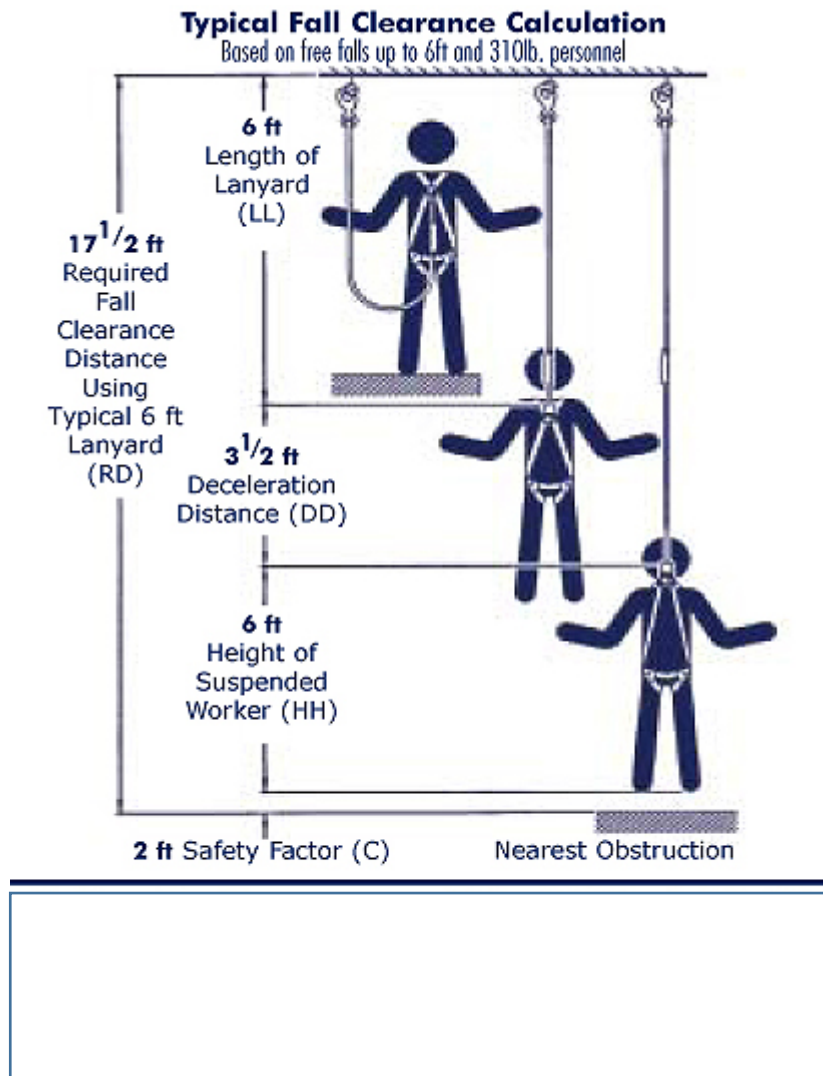 Typical Fall Clearance Calculation
Based on free falls up to 6ft and 310lb. personnel
6 ft
Length of
Lanyard
(LL)
17 1/2 ft
Required
Fall
Clearance
Distance
Using
Typical 6 ft
Lanyard
(RD)
3 1/2 ft
Deceleration
Distance (DD)
6 ft
Height of
Suspended
Worker (HH)
2 ft Safety Factor (C)
Nearest Obstruction